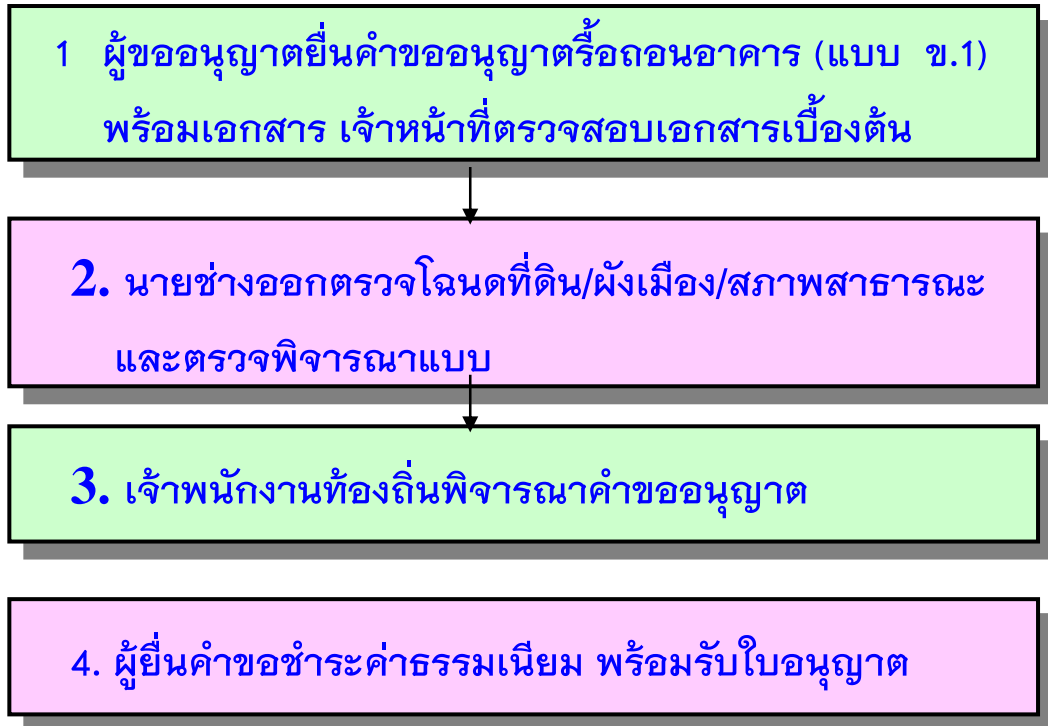 1 ผู้ขออนุญาตยื่นคำขออนุญาตรื้อถอนอาคาร (แบบ ข.1)
พร้อมเอกสาร เจ้าหน้าที่ตรวจสอบเอกสารเบื้องต้น
2. นายช่างออกตรวจโฉนดที่ดิน/ผังเมือง/สภาพสาธารณะ
และตรวจพิจารณาแบบ
3. เจ้าพนักงานท้องถิ่นพิจารณาคำขออนุญาต
4. ผู้ยื่นคำขอชำระค่าธรรมเนียม พร้อมรับใบอนุญาต